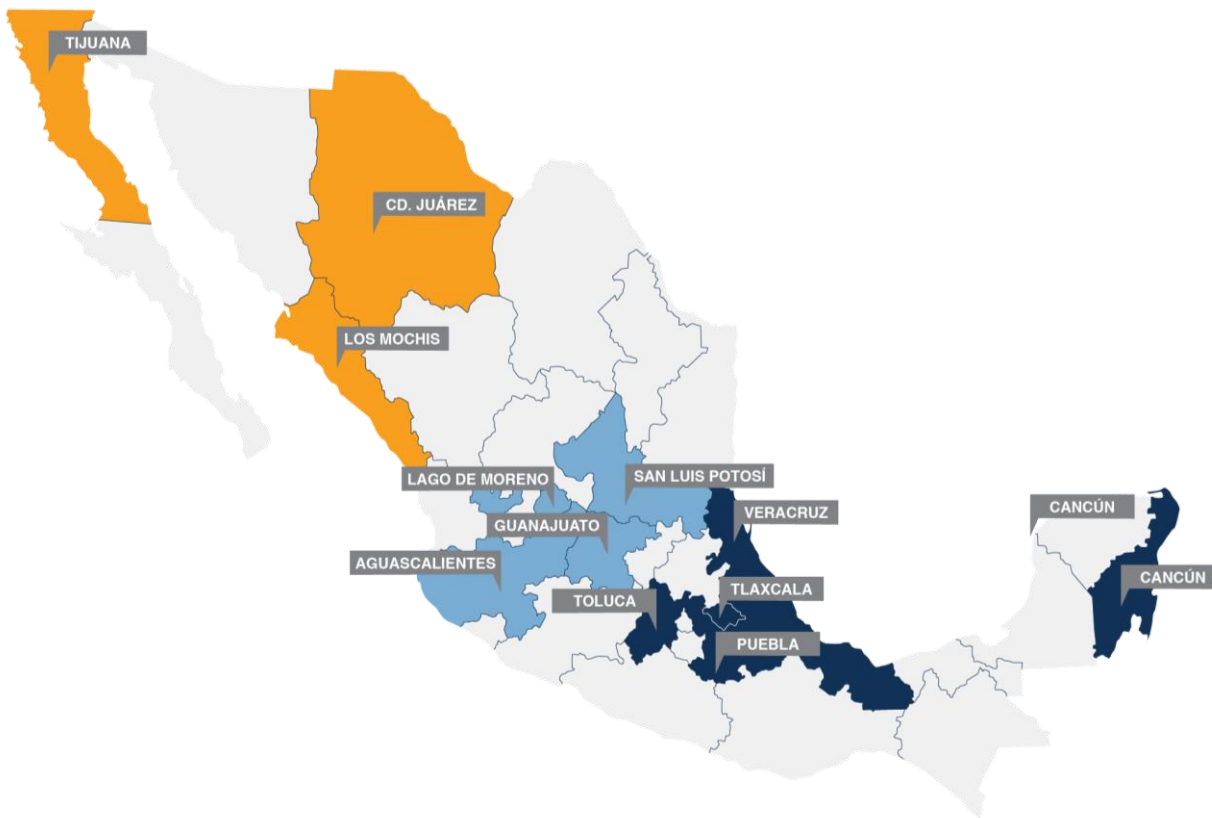 TIJUANA
CD. JUÁREZ
LOS MOCHIS
LAGO DE MORENO
SAN LUIS POTOSÍ
VERACRUZ
CANCÚN
GUANAJUATO
AGUASCALIENTES
CANCÚN
TLAXCALA
TOLUCA
PUEBLA